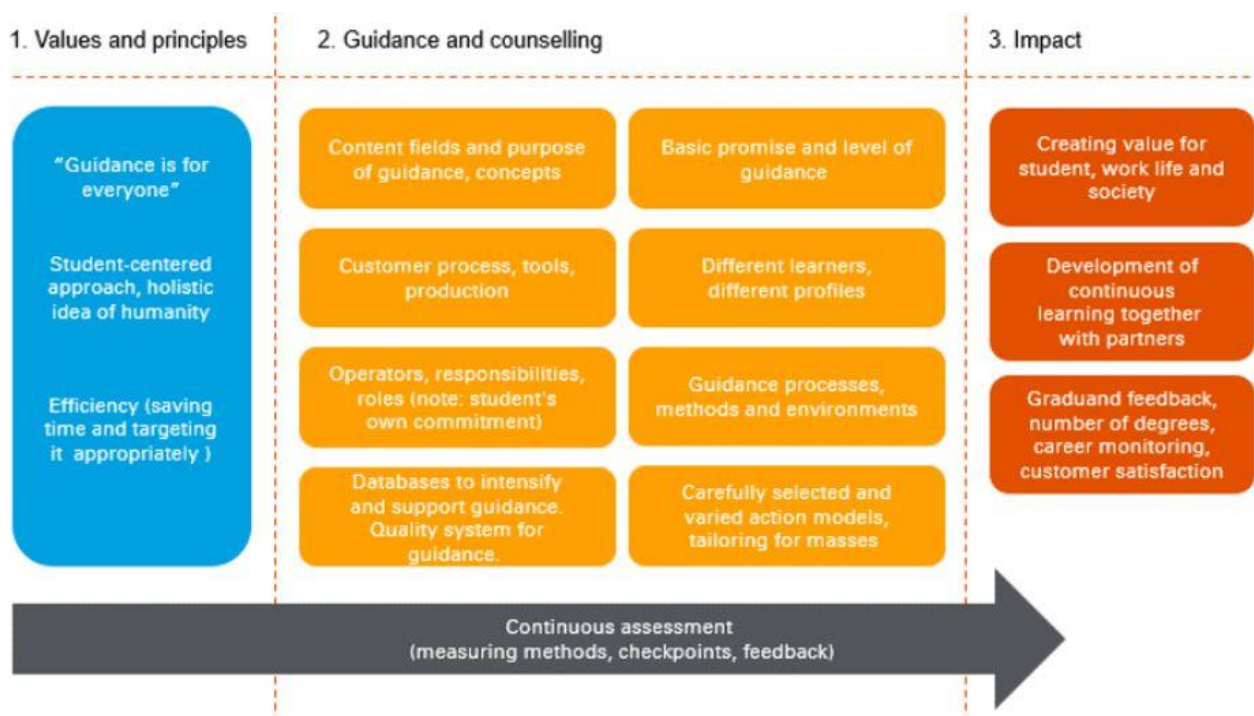 1. Values and principles
2. Guidance and counselling
3. Impact
"Guidance is for
everyone"
Student-centered
approach, holistic
idea of humanity
Efficiency (saving
time and targeting
it appropriately )
Content fields and purpose
of guidance, concepts
Basic promise and level of
guidance
Customer process, tools,
production
Different learners,
different profiles
Operators, responsibilities,
roles (note: student's
own commitment)
Guidance processes,
methods and environments
Databases to intensify
and support guidance.
Quality system for
guidance.
Carefully selected and
varied action models,
tailoring for masses
Creating value for
student, work life and
society
Development of
continuous
learning together
with partners
Graduand feedback,
number of degrees,
career monitoring,
customer satisfaction
Continuous assessment
(measuring methods, checkpoints, feedback)